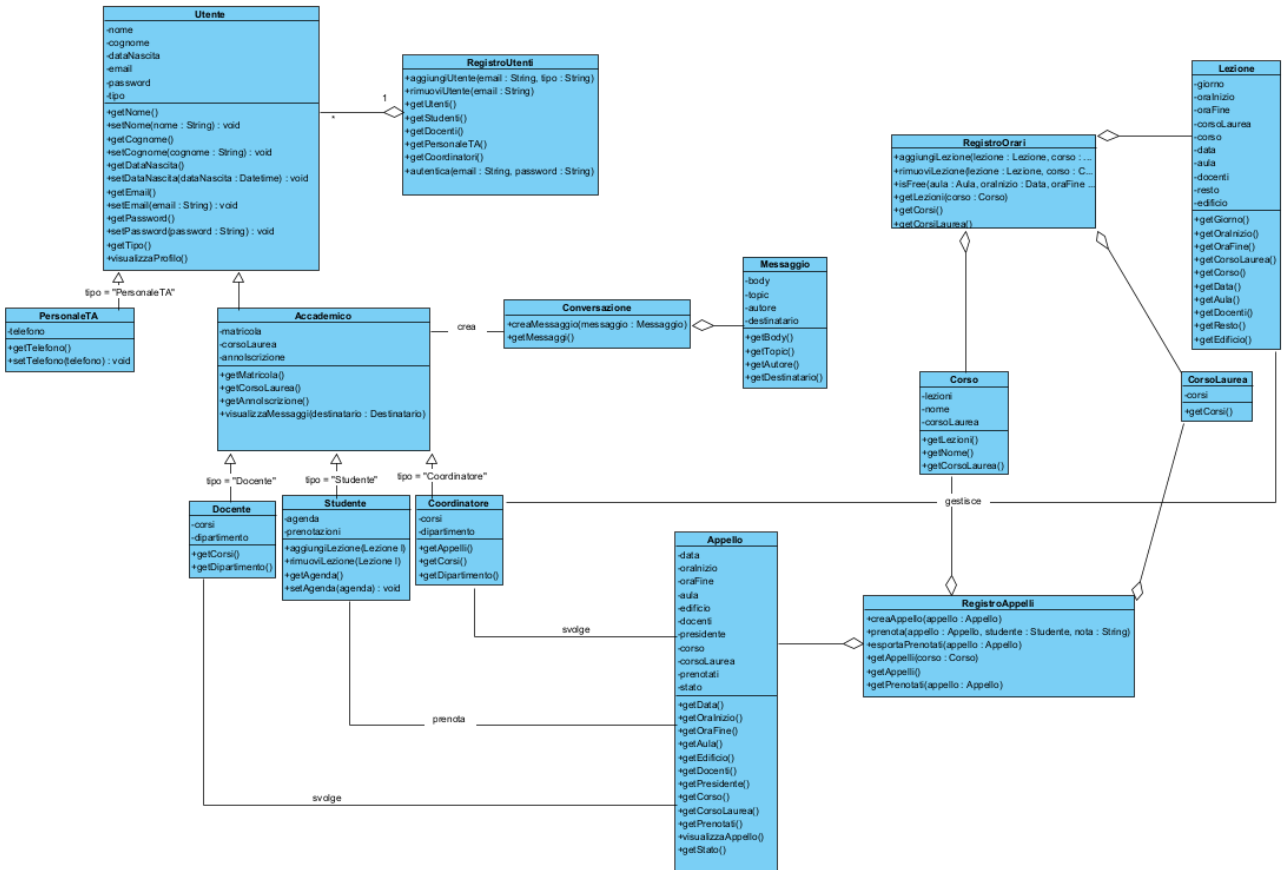 Utente
-nome
-cognome
-dataNascita
-email
-password
-tipo
+getNome()
+setNome(nome : String) : void
+getCognome()
+setCognome(cognome : String) : void
+getDataNascita()
+setDataNascita(dataNascita : Datetime) : void
+getEmail()
+setEmail(email : String) : void
+getPassword()
+setPassword(password : String) : void
+getTipo()
+visualizzaProfilo()
1
*
RegistroUtenti
+aggiungiUtente(email : String, tipo : String)
+rimuoviUtente(email : String)
+getUtenti()
+getStudenti()
+getDocenti()
+getPersonaleTA()
+getCoordinatori()
+autentica(email : String, password : String)
Lezione
-giorno
-oraInizio
-oraFine
-corsoLaurea
-corso
-data
-aula
-docenti
-resto
-edificio
+getGiorno()
+getOraInizio()
+getOraFine()
+getCorsoLaurea()
+getCorso()
+getData()
+getAula()
+getDocenti()
+getResto()
+getEdificio()
RegistroOrari
+aggiungiLezione(lezione : Lezione, corso : ...
+rimuoviLezione(lezione : Lezione, corso : C...
+isFree(aula : Aula, oraInizio : Data, oraFine ...
+getLezioni(corso : Corso)
+getCorsi()
+getCorsiLaurea()
tipo = "PersonaleTA"
PersonaleTA
-telefono
+getTelefono()
+setTelefono(telefono) : void
Accademico
-matricola
-corsoLaurea
-annoIscrizione
+getMatricola()
+getCorsoLaurea()
+getAnnoIscrizione()
+visualizzaMessaggi(destinatario : Destinatario)
crea
Conversazione
+creaMessaggio(messaggio : Messaggio)
+getMessaggi()
Messaggio
-body
-topic
-autore
-destinatario
+getBody()
+getTopic()
+getAutore()
+getDestinatario()
Corso
-lezioni
-nome
-corsoLaurea
+getLezioni()
+getNome()
+getCorsoLaurea()
CorsoLaurea
-corsi
+getCorsi()
tipo = "Docente"
tipo = "Studente"
tipo = "Coordinatore"
Docente
-corsi
-dipartimento
+getCorsi()
+getDipartimento()
Studente
-agenda
-prenotazioni
+aggiungiLezione(Lezione l)
+rimuoviLezione(Lezione l)
+getAgenda()
+setAgenda(agenda) : void
Coordinatore
-corsi
-dipartimento
+getAppelli()
+getCorsi()
+getDipartimento()
gestisce
svolge
prenota
svolge
Appello
-data
-oraInizio
-oraFine
-aula
-edificio
-docenti
-presidente
-corso
-corsoLaurea
-prenotati
-stato
+getData()
+getOraInizio()
+getOraFine()
+getAula()
+getEdificio()
+getDocenti()
+getPresidente()
+getCorso()
+getCorsoLaurea()
+getPrenotati()
+visualizzaAppello()
+getStato()
RegistroAppelli
+creaAppello(appello : Appello)
+prenota(appello : Appello, studente : Studente, nota : String)
+esportaPrenotati(appello : Appello)
+getAppelli(corso : Corso)
+getAppelli()
+getPrenotati(appello : Appello)